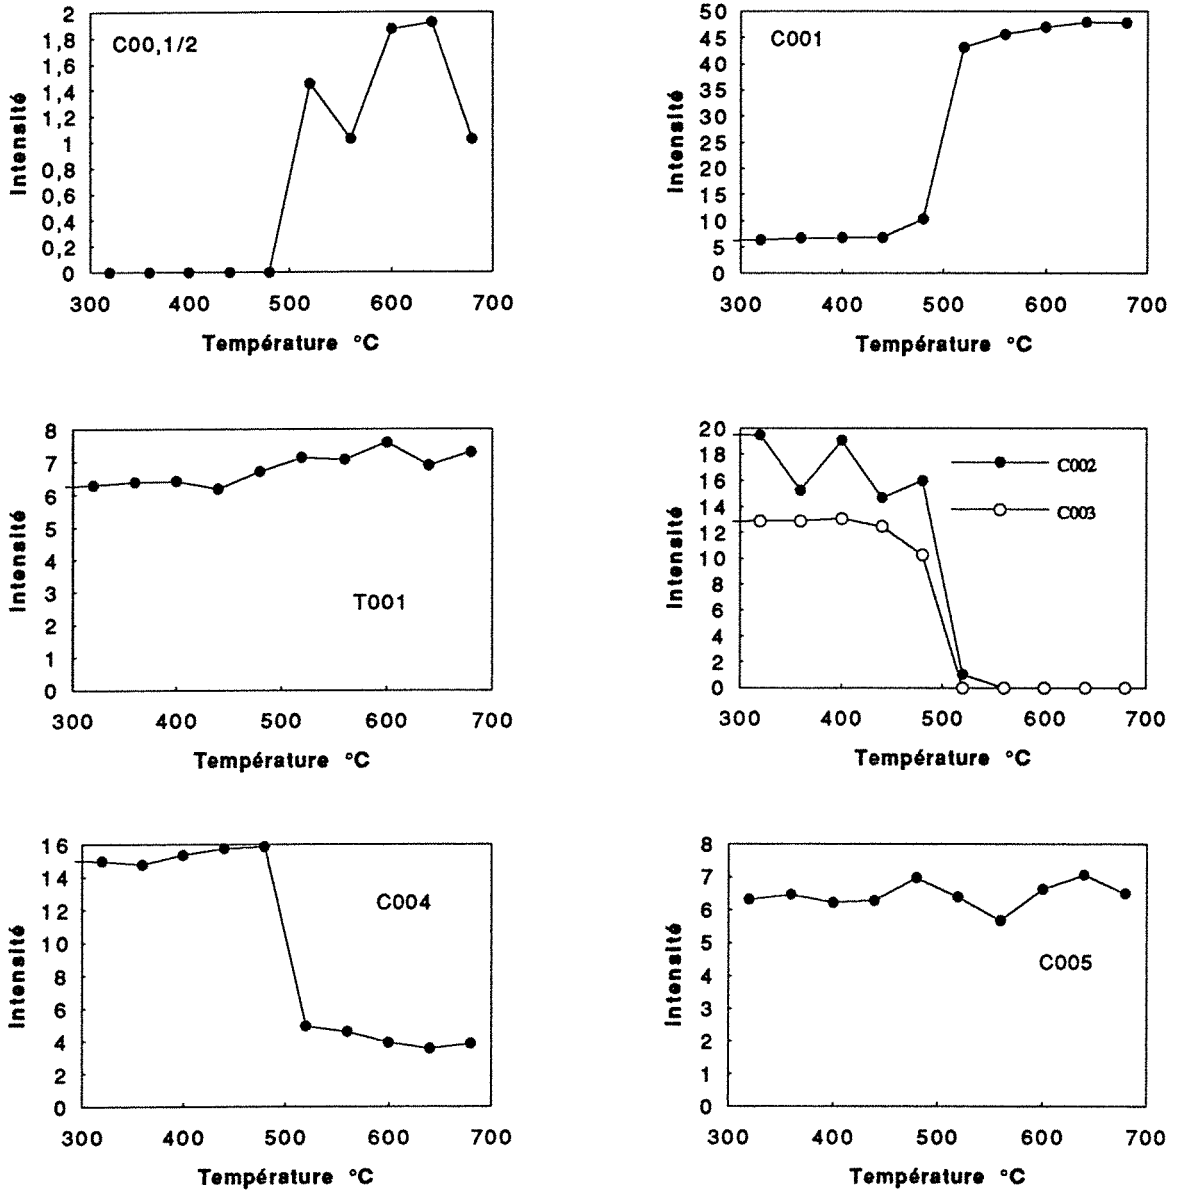 2
1,8
1,6
1,4
1,2
1
0,8
0,6
0,4
0,2
0
Intensité
C00,1/2
300 400 500 600 700
Température °C
50
45
40
35
30
25
20
15
10
5
0
Intensité
C001
300 400 500 600 700
Température °C
8
7
6
5
4
3
2
1
0
Intensité
T001
300 400 500 600 700
Température °C
20
18
16
14
12
10
8
6
4
2
0
Intensité
C002
C003
300 400 500 600 700
Température °C
16
14
12
10
8
6
4
2
0
Intensité
C004
300 400 500 600 700
Température °C
8
7
6
5
4
3
2
1
0
Intensité
C005
300 400 500 600 700
Température °C